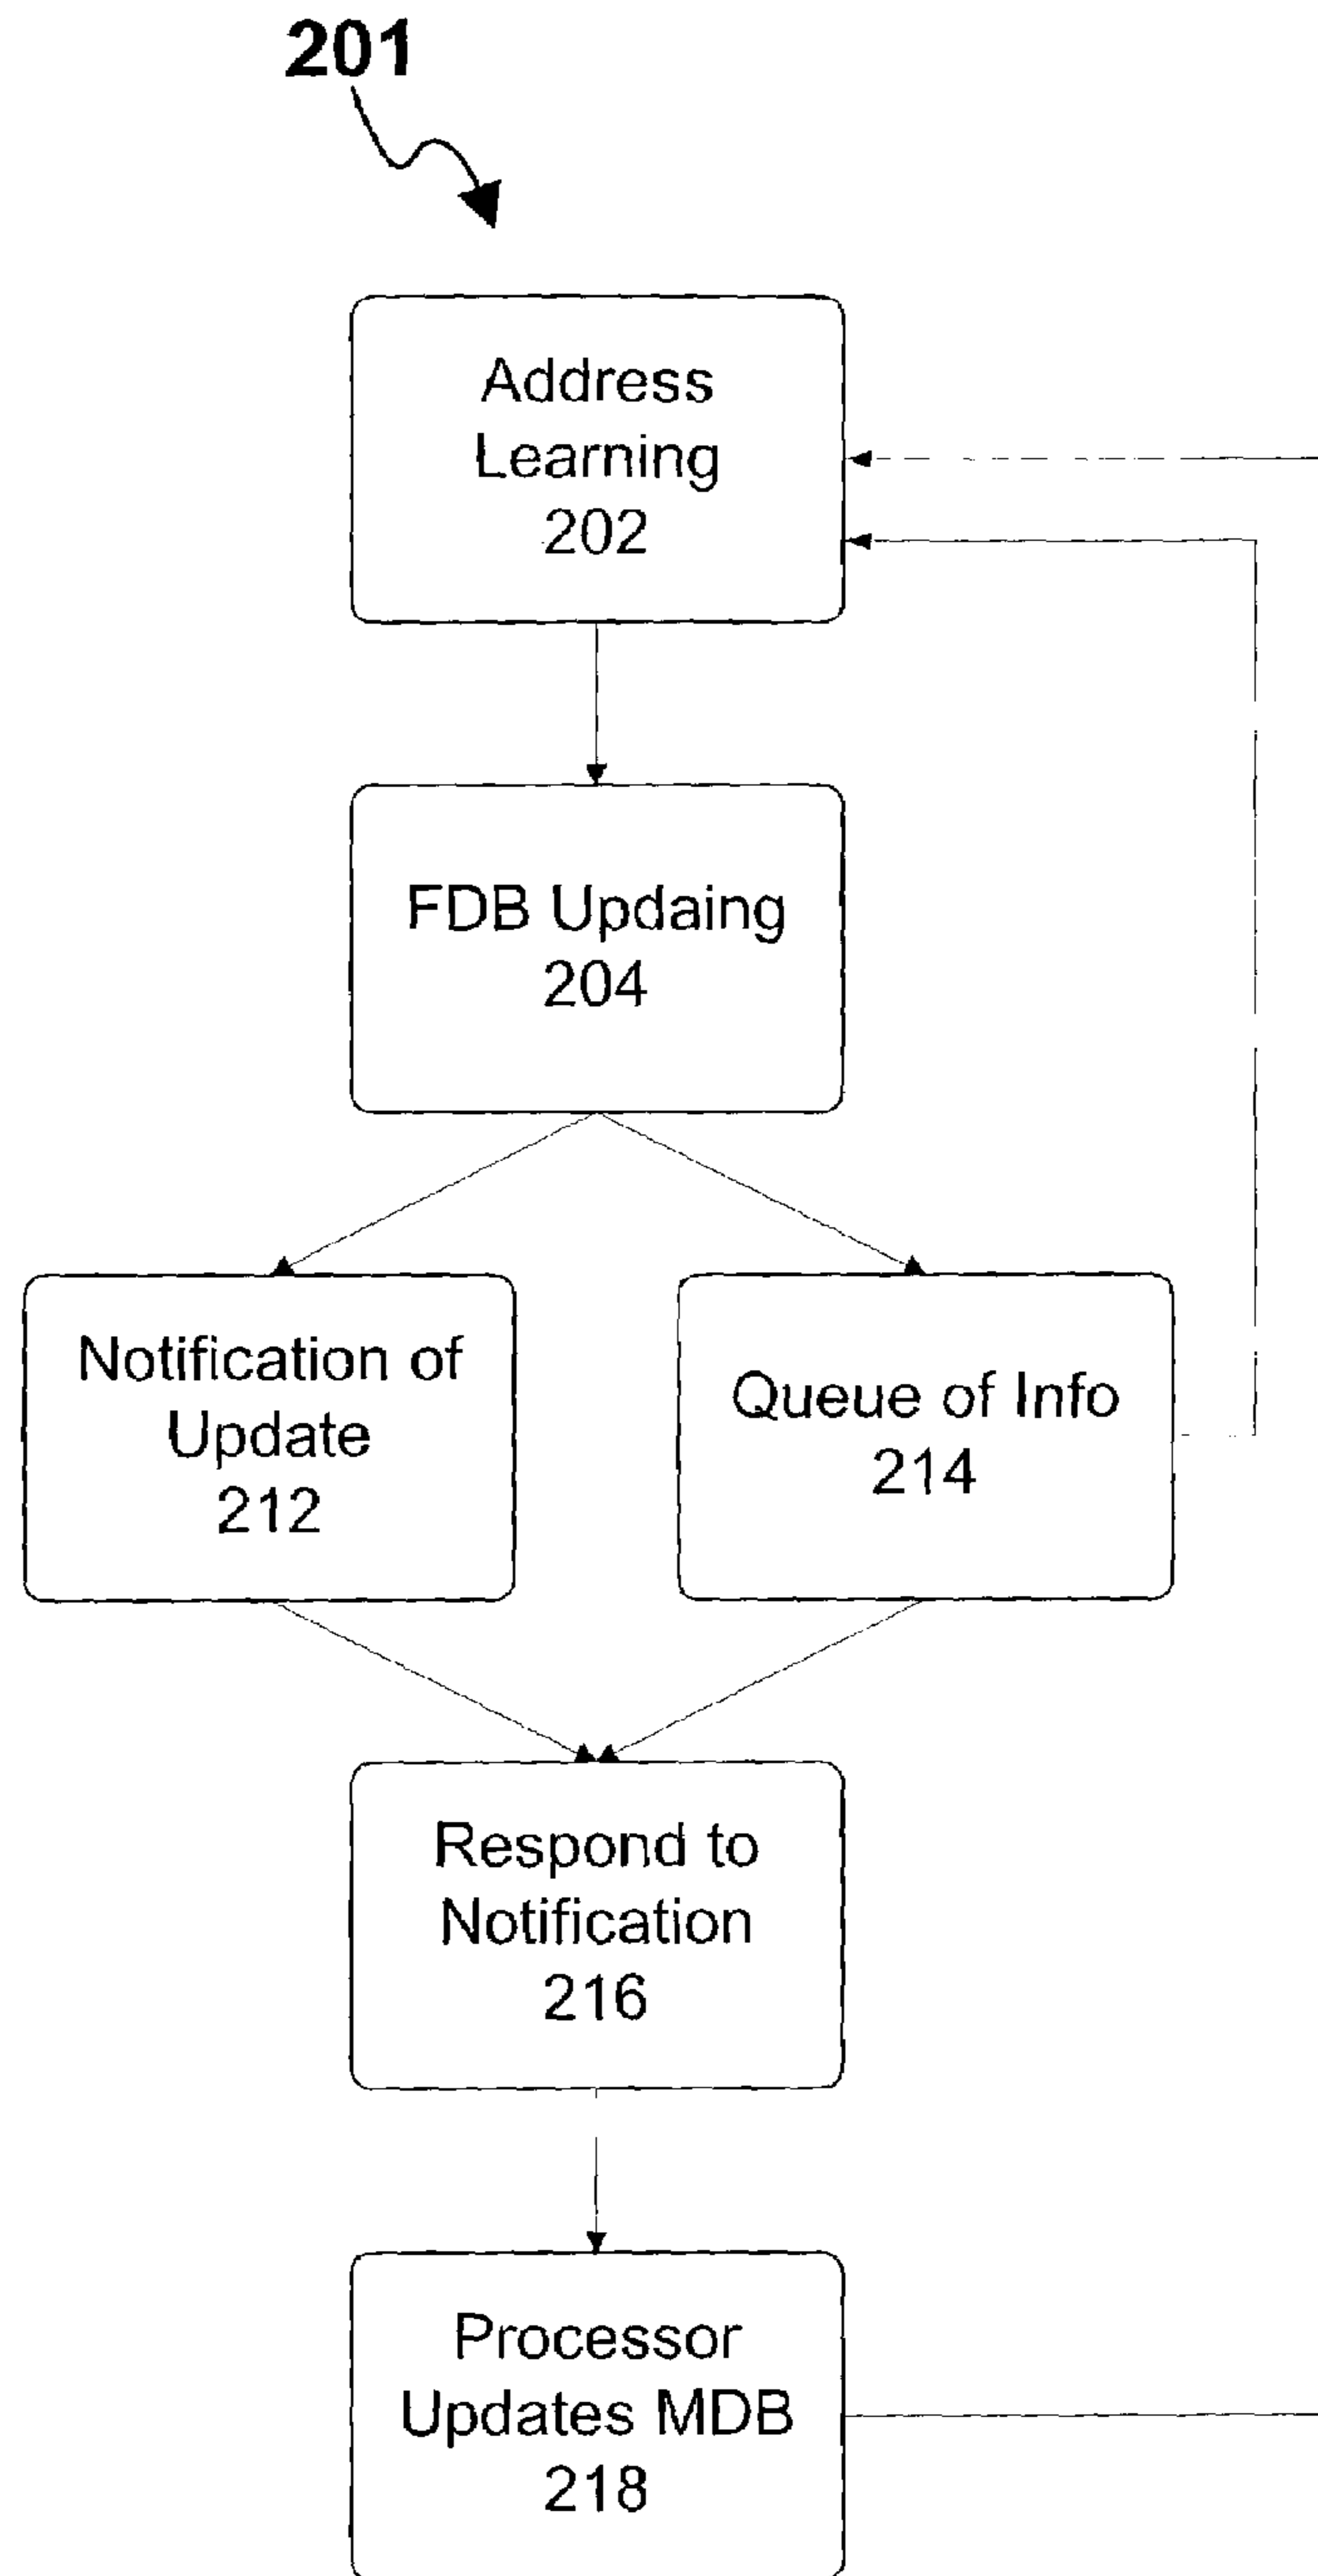 201
Address
Learning
202
FDB Updaing
204
Notification of
Update
212
Queue of Info
214
Respond to
Notification
216
Processor
Updates MDB
218